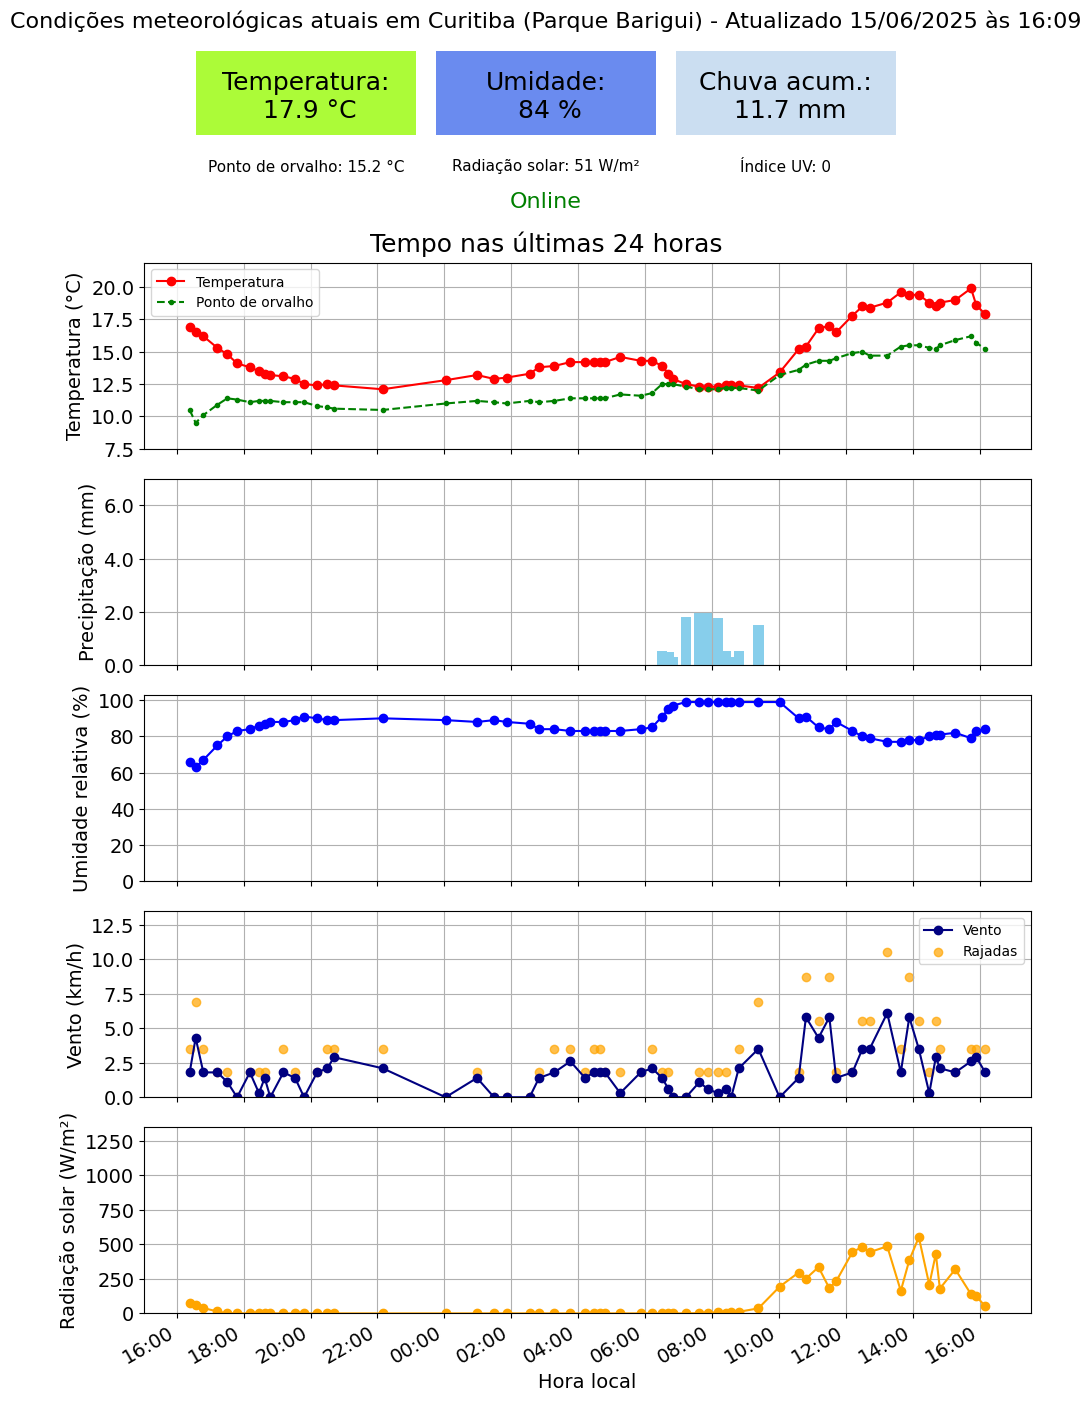 Condições meteorológicas atuais em Curitiba (Parque Barigui) - Atualizado 15/06/2025 às 16:09
Temperatura:
17.9 °C
Umidade:
84 %
Chuva acum.:
11.7 mm
Ponto de orvalho: 15.2 °C
Radiação solar: 51 W/m²
Índice UV: 0
Online
Tempo nas últimas 24 horas
Temperatura (°C)
20.0
17.5
15.0
12.5
10.0
7.5
Temperatura
Ponto de orvalho
Precipitação (mm)
6.0
4.0
2.0
0.0
Umidade relativa (%)
100
80
60
40
20
0
Vento (km/h)
12.5
10.0
7.5
5.0
2.5
0.0
Vento
Rajadas
Radiação solar (W/m²)
1250
1000
750
500
250
0
16:00 18:00 20:00 22:00 00:00 02:00 04:00 06:00 08:00 10:00 12:00 14:00 16:00
Hora local